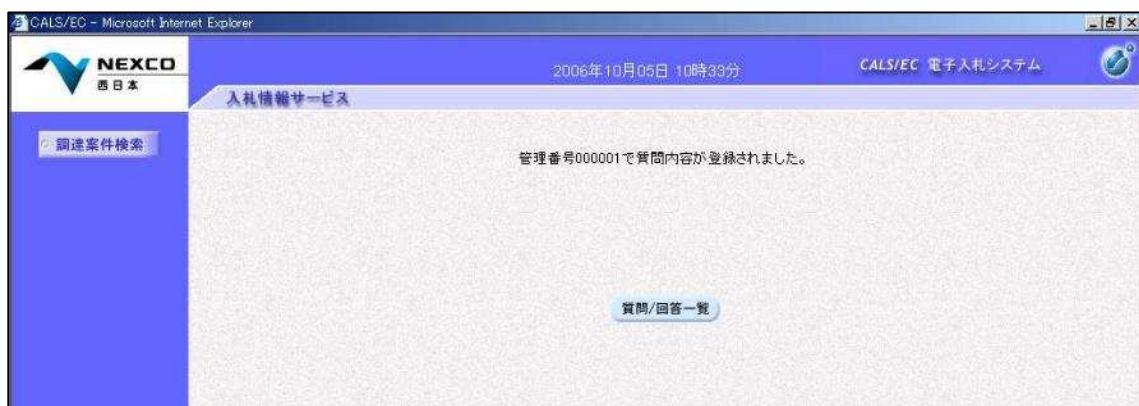 CALS/EC - Microsoft Internet Explorer
NEXCO
西日本
2006年10月05日 10時33分
CALS/EC 電子入札システム
入札情報サービス
調達案件検索
管理番号000001で質問内容が登録されました。
質問/回答一覧